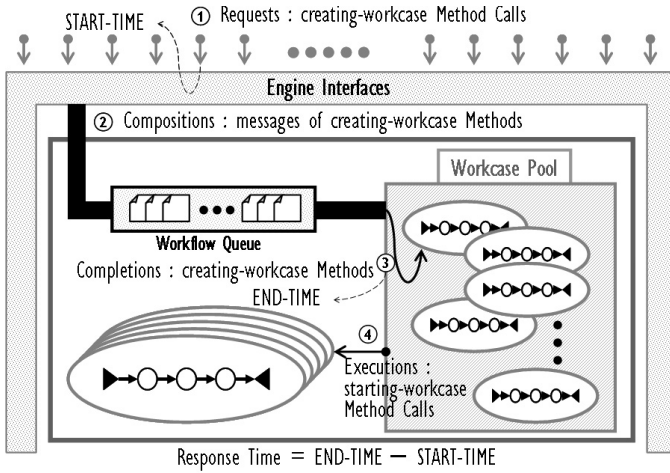 START-TIME
① Requests : creating-workcase Method Calls
Engine Interfaces
② Compositions : messages of creating-workcase Methods
Workcase Pool
Workflow Queue
③
Completions : creating-workcase Methods
END-TIME
④
Executions :
starting-workcase
Method Calls
Response Time = END-TIME — START-TIME